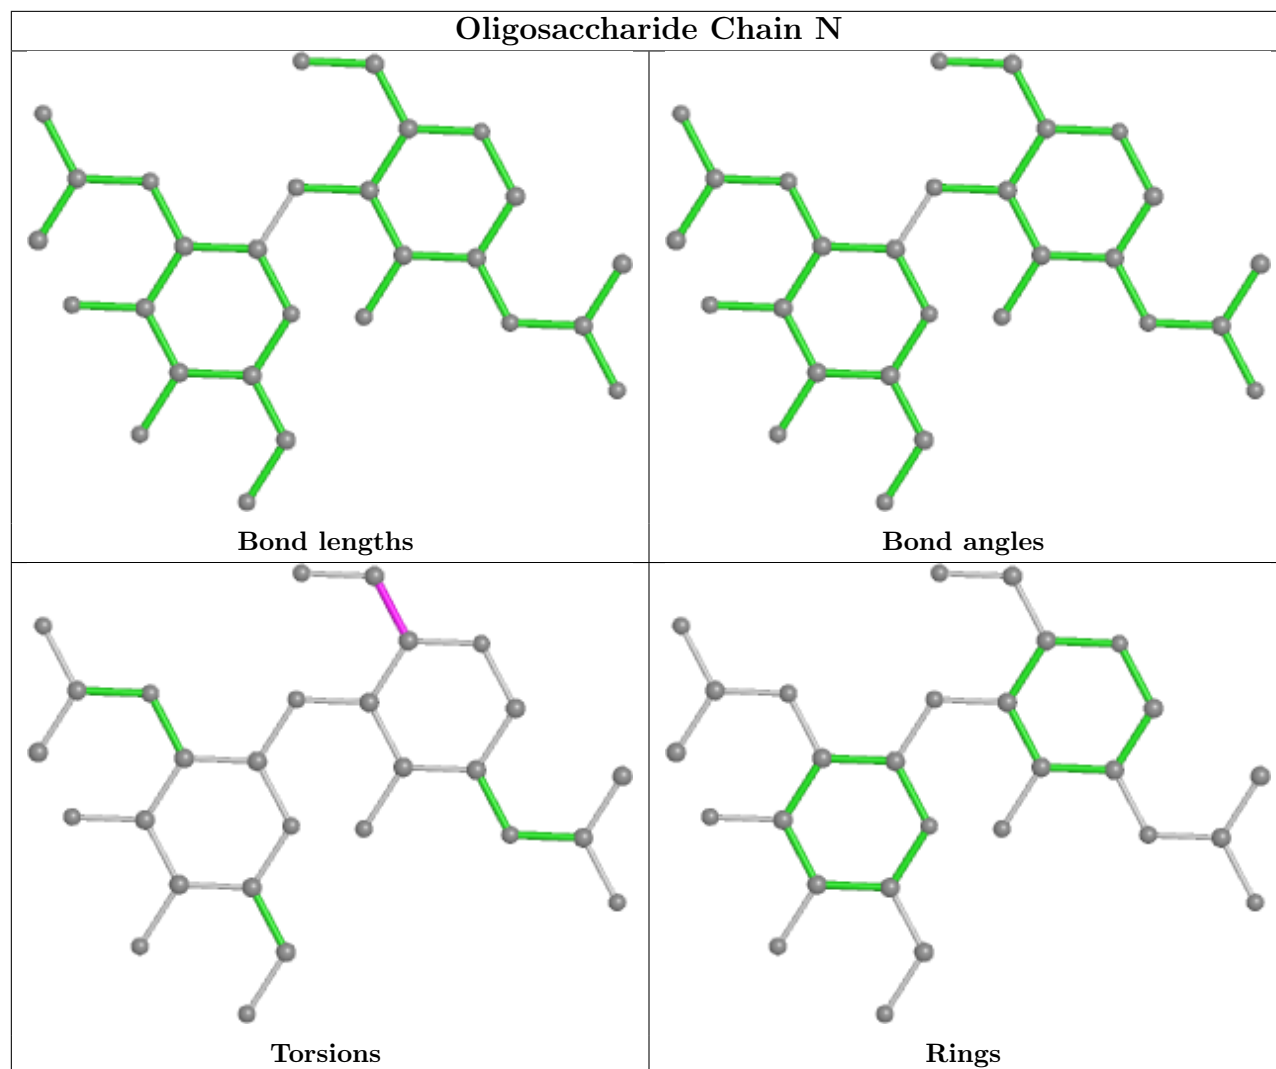 Oligosaccharide Chain N
Bond lengths
Bond angles
Torsions
Rings